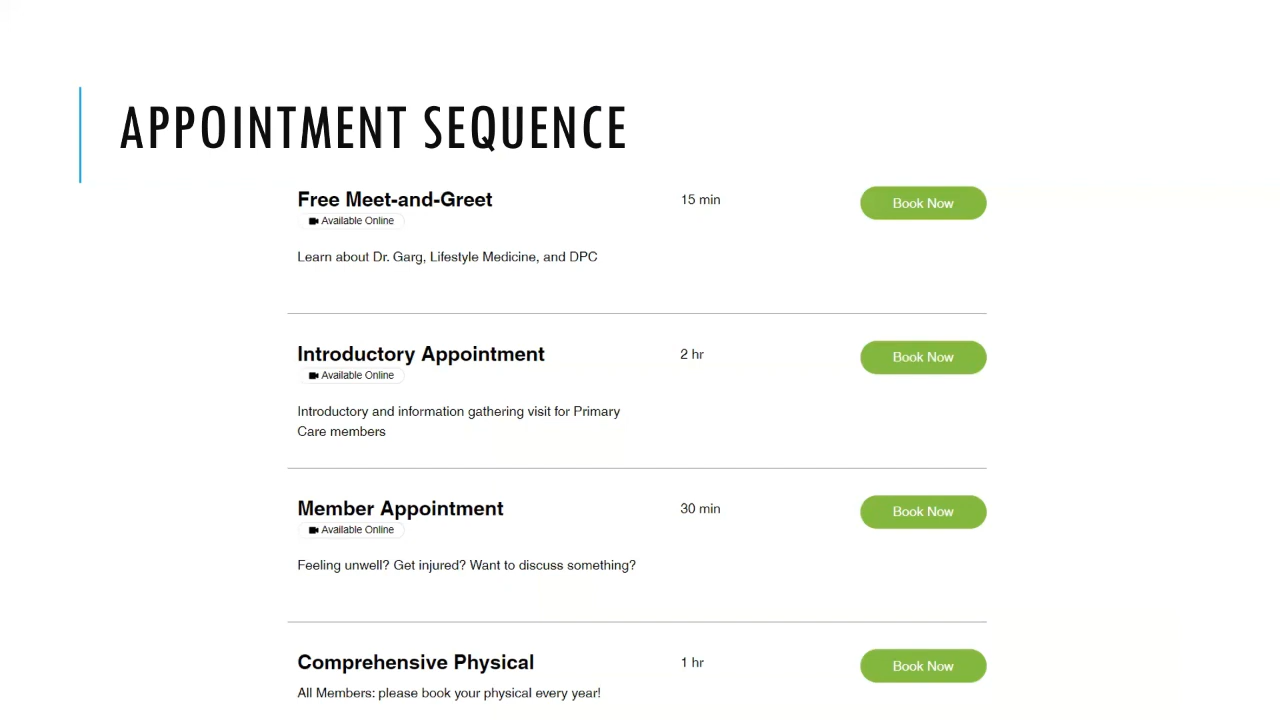 APPOINTMENT SEQUENCE
Free Meet-and-Greet
15 min
Book Now
Available Online
Learn about Dr. Garg, Lifestyle Medicine, and DPC
Introductory Appointment
2 hr
Book Now
Available Online
Introductory and information gathering visit for Primary
Care members
Member Appointment
30 min
Book Now
Available Online
Feeling unwell? Get injured? Want to discuss something?
Comprehensive Physical
1 hr
Book Now
All Members: please book your physical every year!